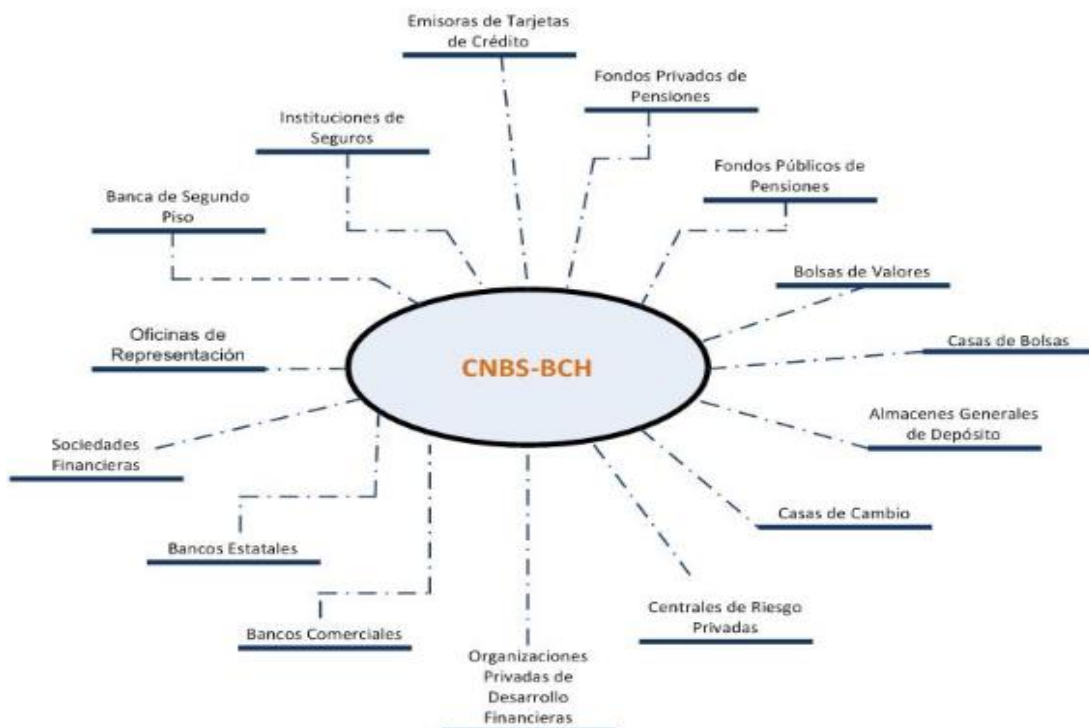 Emisoras de Tarjetas
de Crédito
Fondos Privados de
Pensiones
Instituciones de
Seguros
Fondos Públicos de
Pensiones
Banca de Segundo
Piso
Bolsas de Valores
Oficinas de
Representación
CNBS-BCH
Casas de Bolsas
Almacenes Generales
de Depósito
Sociedades
Financieras
Casas de Cambio
Bancos Estatales
Centrales de Riesgo
Privadas
Bancos Comerciales
Organizaciones
Privadas de
Desarrollo
Financieras